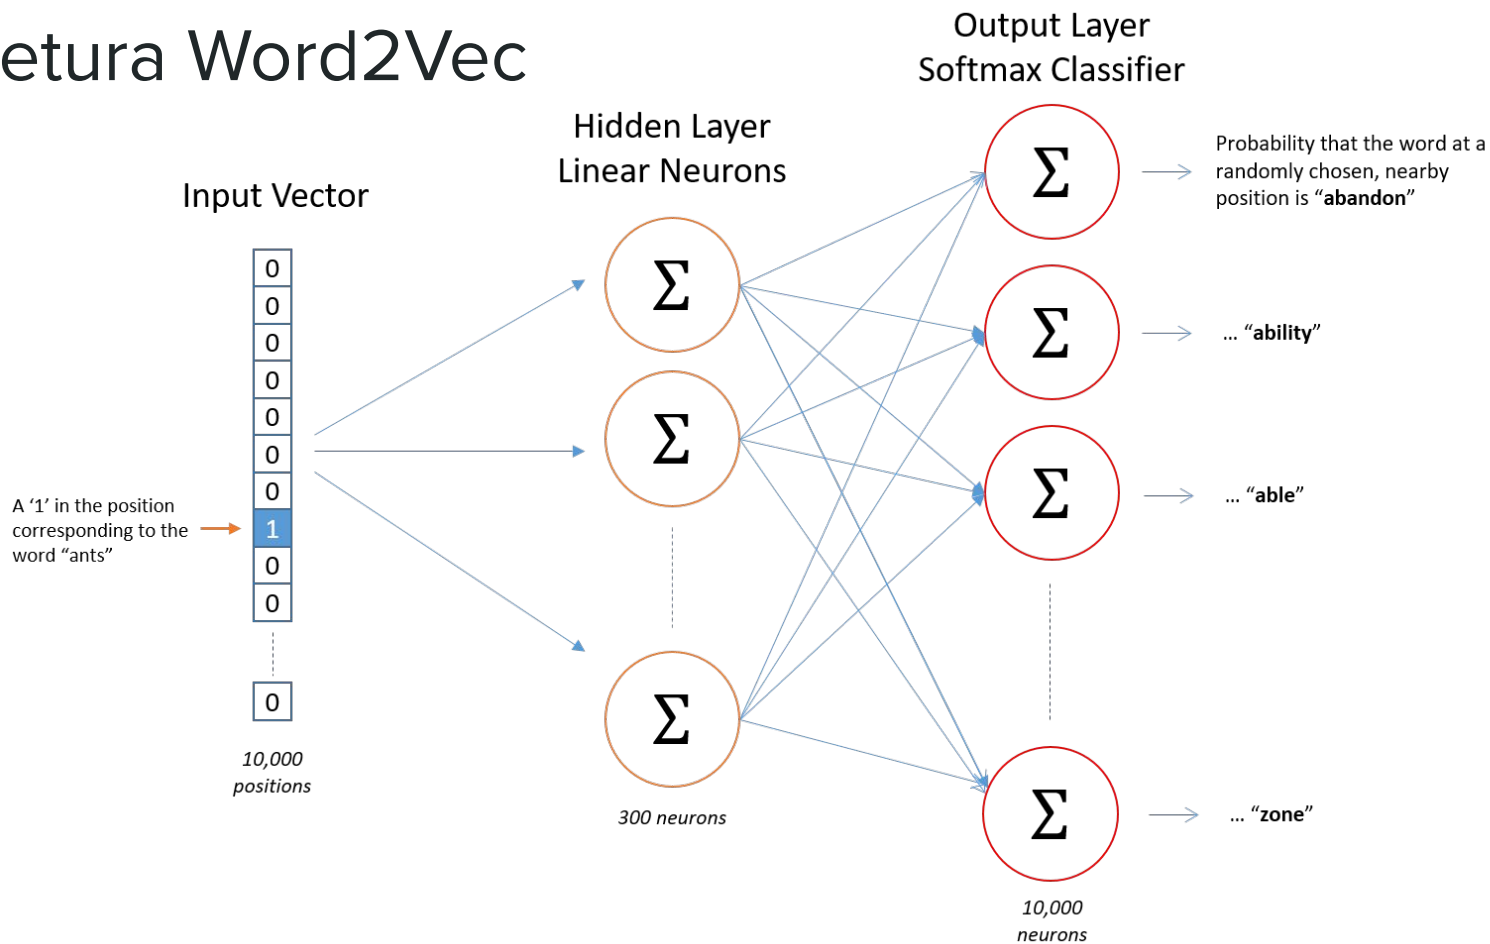 etura Word2Vec
Output Layer
Softmax Classifier
Hidden Layer
Linear Neurons
Input Vector
0
0
0
0
0
0
0
1
0
0
0
A ‘1’ in the position
corresponding to the
word “ants”
10,000
positions
Σ
Σ
Σ
300 neurons
Σ
Σ
Σ
Σ
10,000
neurons
Probability that the word at a
randomly chosen, nearby
position is “abandon”
... “ability”
... “able”
... “zone”